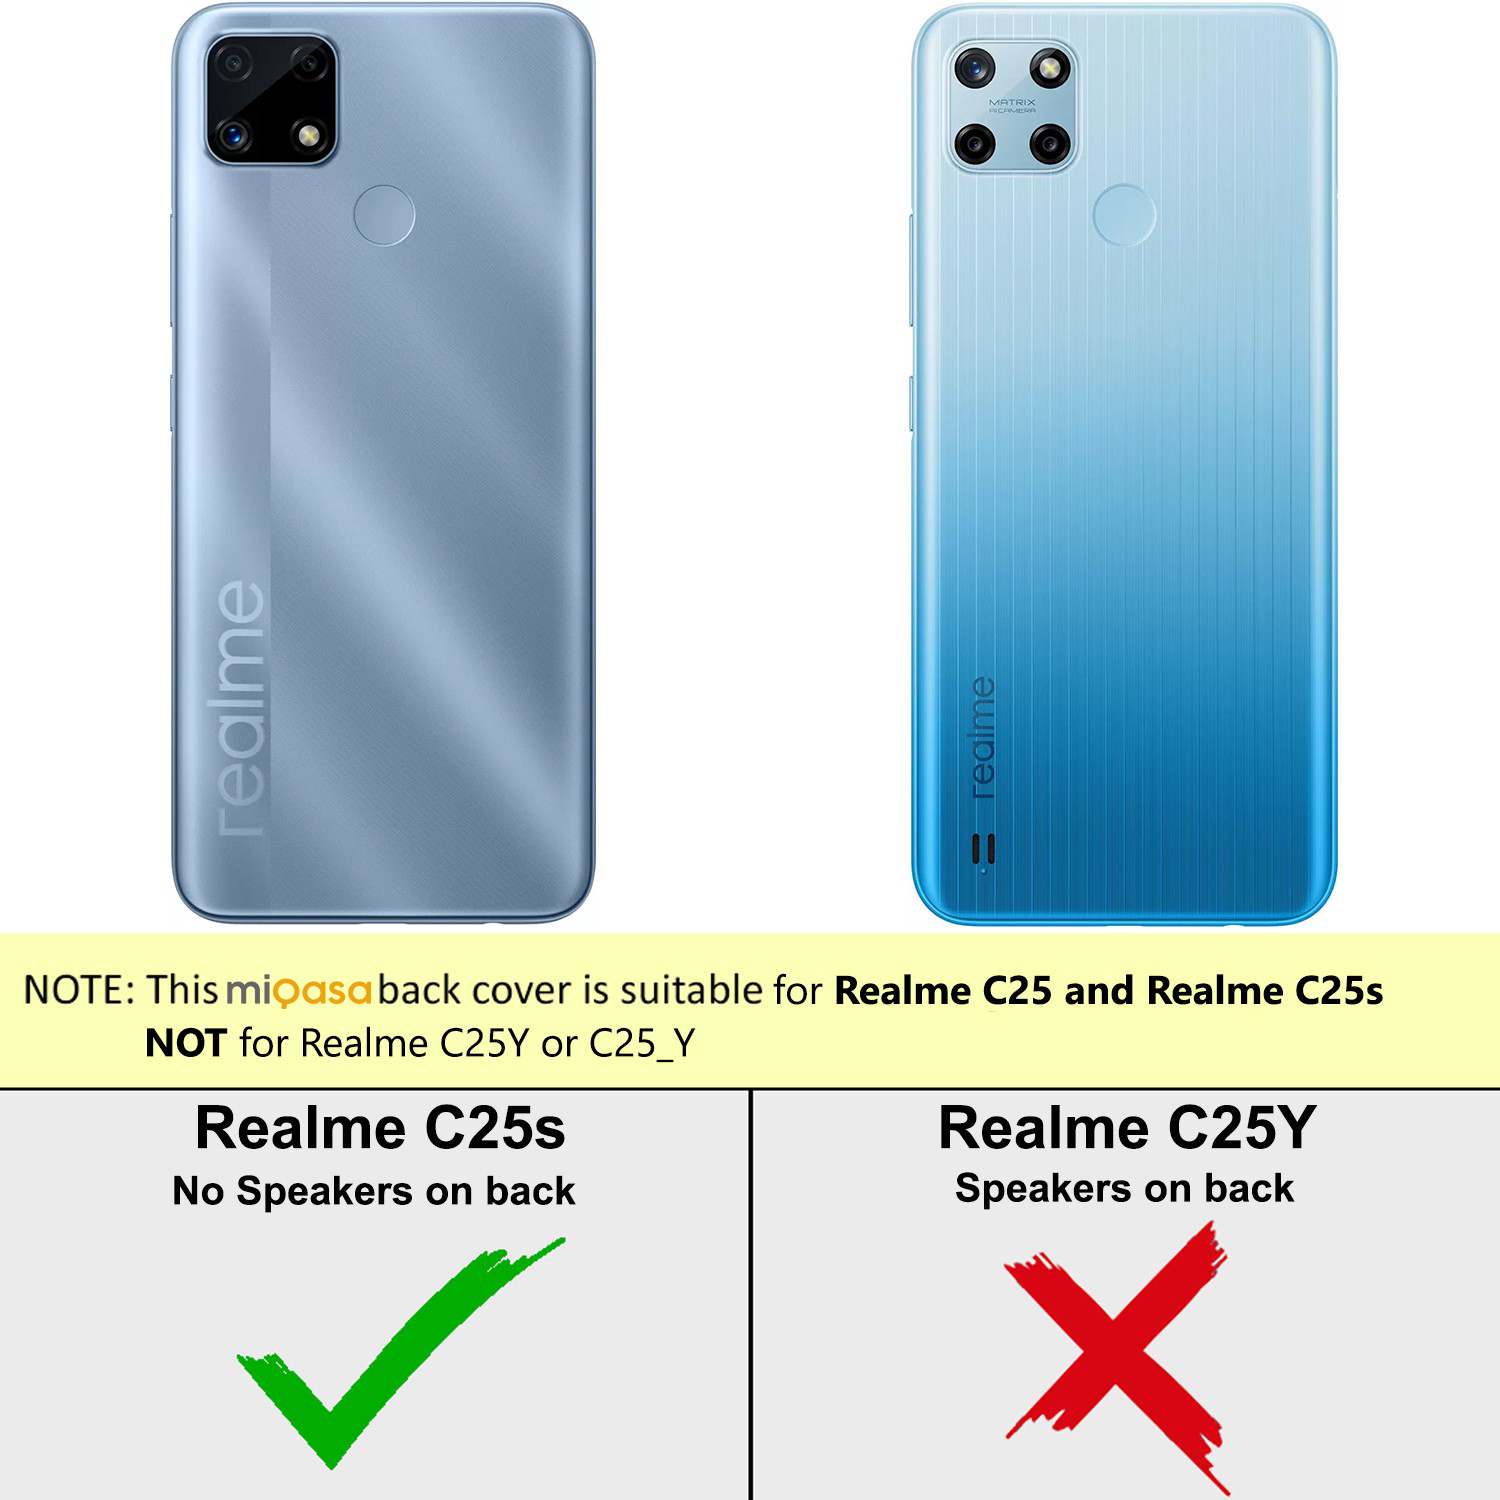 MATRIX
AI CAMERA
realme
realme
NOTE: This miQasa back cover is suitable for Realme C25 and Realme C25s
NOT for Realme C25Y or C25_Y
Realme C25s
No Speakers on back
Realme C25Y
Speakers on back